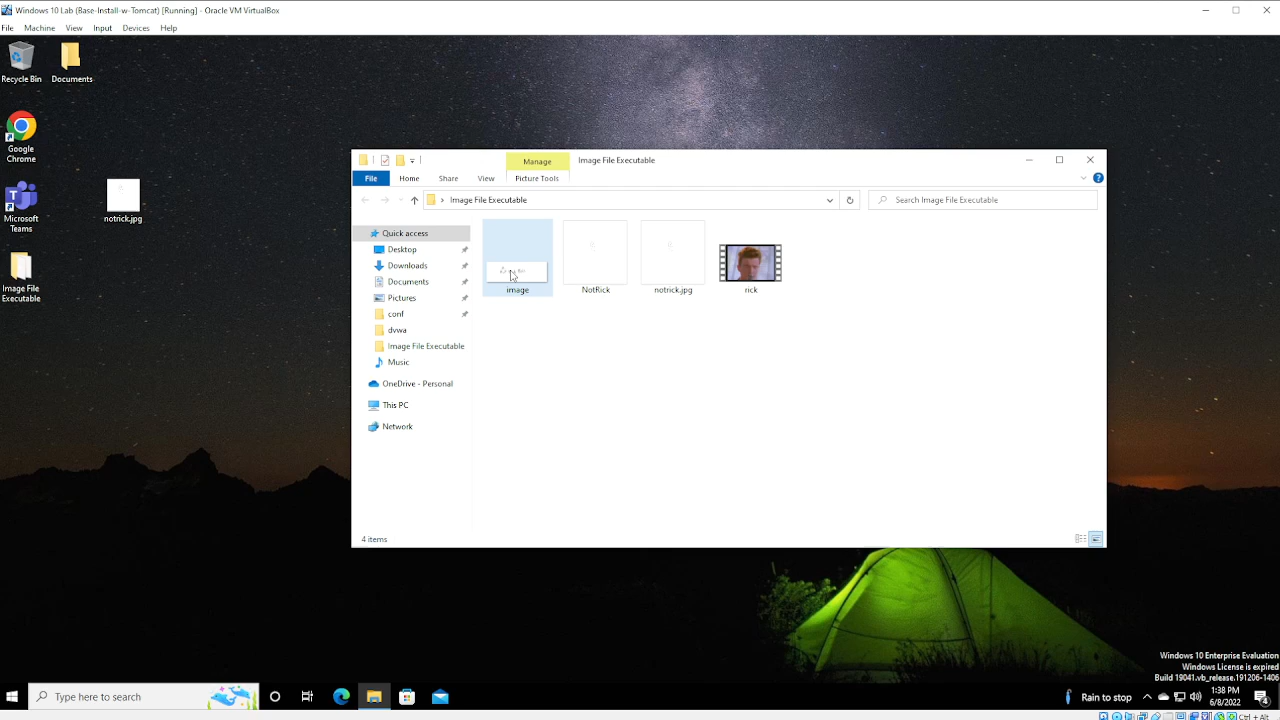 Windows 10 Lab (Base-Install-w-Tomcat) [Running] - Oracle VM VirtualBox
File Machine View Input Devices Help
Recycle Bin
Documents
Google
Chrome
Microsoft
Teams
notrick.jpg
Image File
Executable
Manage
Image File Executable
File Home Share View Picture Tools
Image File Executable
Search Image File Executable
Quick access
Desktop
Downloads
Documents
Pictures
conf
dvwa
Image File Executable
Music
OneDrive - Personal
This PC
Network
image
NotRick
notrick.jpg
rick
4 items
Windows 10 Enterprise Evaluation
Windows License is expired
Build 19041.vb_release.191206-1406
Type here to search
Rain to stop
1:38 PM
6/8/2022
4
Ctrl + Alt